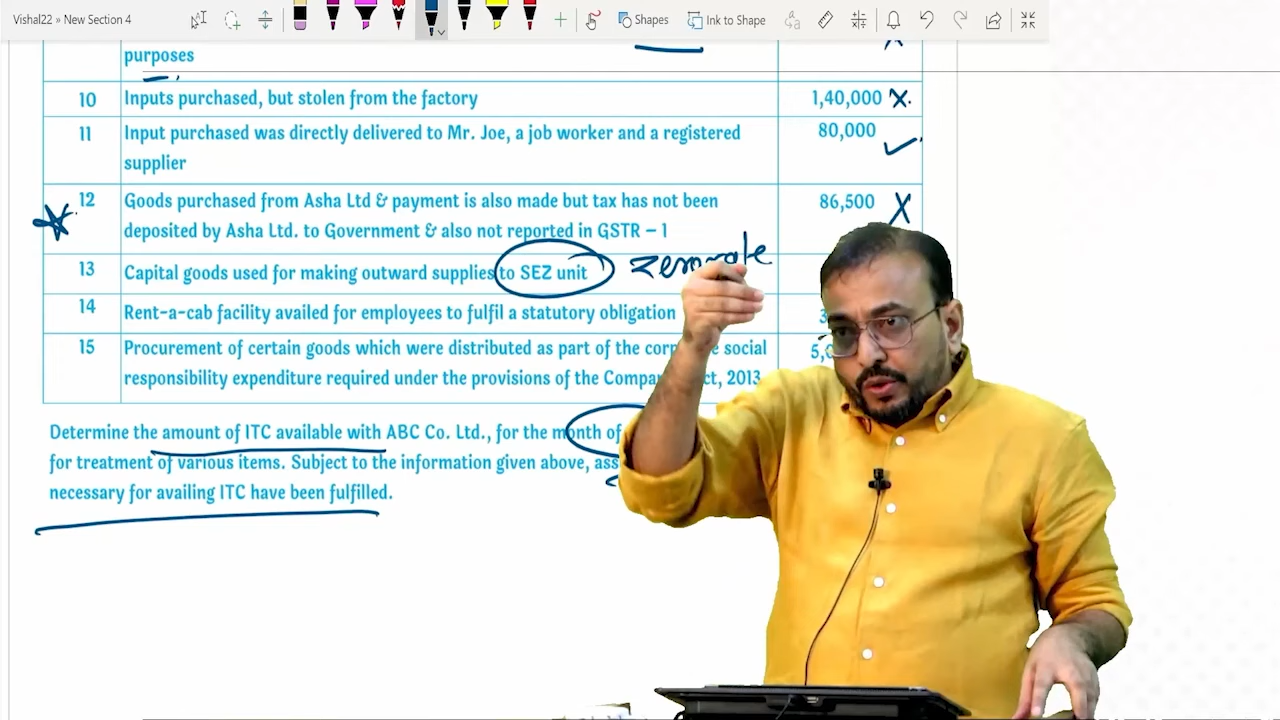 Vishal22 » New Section 4
Shapes
Ink to Shape
purposes
10 Inputs purchased, but stolen from the factory 1,40,000 X
11 Input purchased was directly delivered to Mr. Joe, a job worker and a registered 80,000 ✓
supplier
12 Goods purchased from Asha Ltd & payment is also made but tax has not been 86,500 X
deposited by Asha Ltd. to Government & also not reported in GSTR – 1
13 Capital goods used for making outward supplies to SEZ unit
14 Rent-a-cab facility availed for employees to fulfil a statutory obligation
15 Procurement of certain goods which were distributed as part of the social
responsibility expenditure required under the provisions of the 2013
Determine the amount of ITC available with ABC Co. Ltd., for the month of
for treatment of various items. Subject to the information given above,
necessary for availing ITC have been fulfilled.